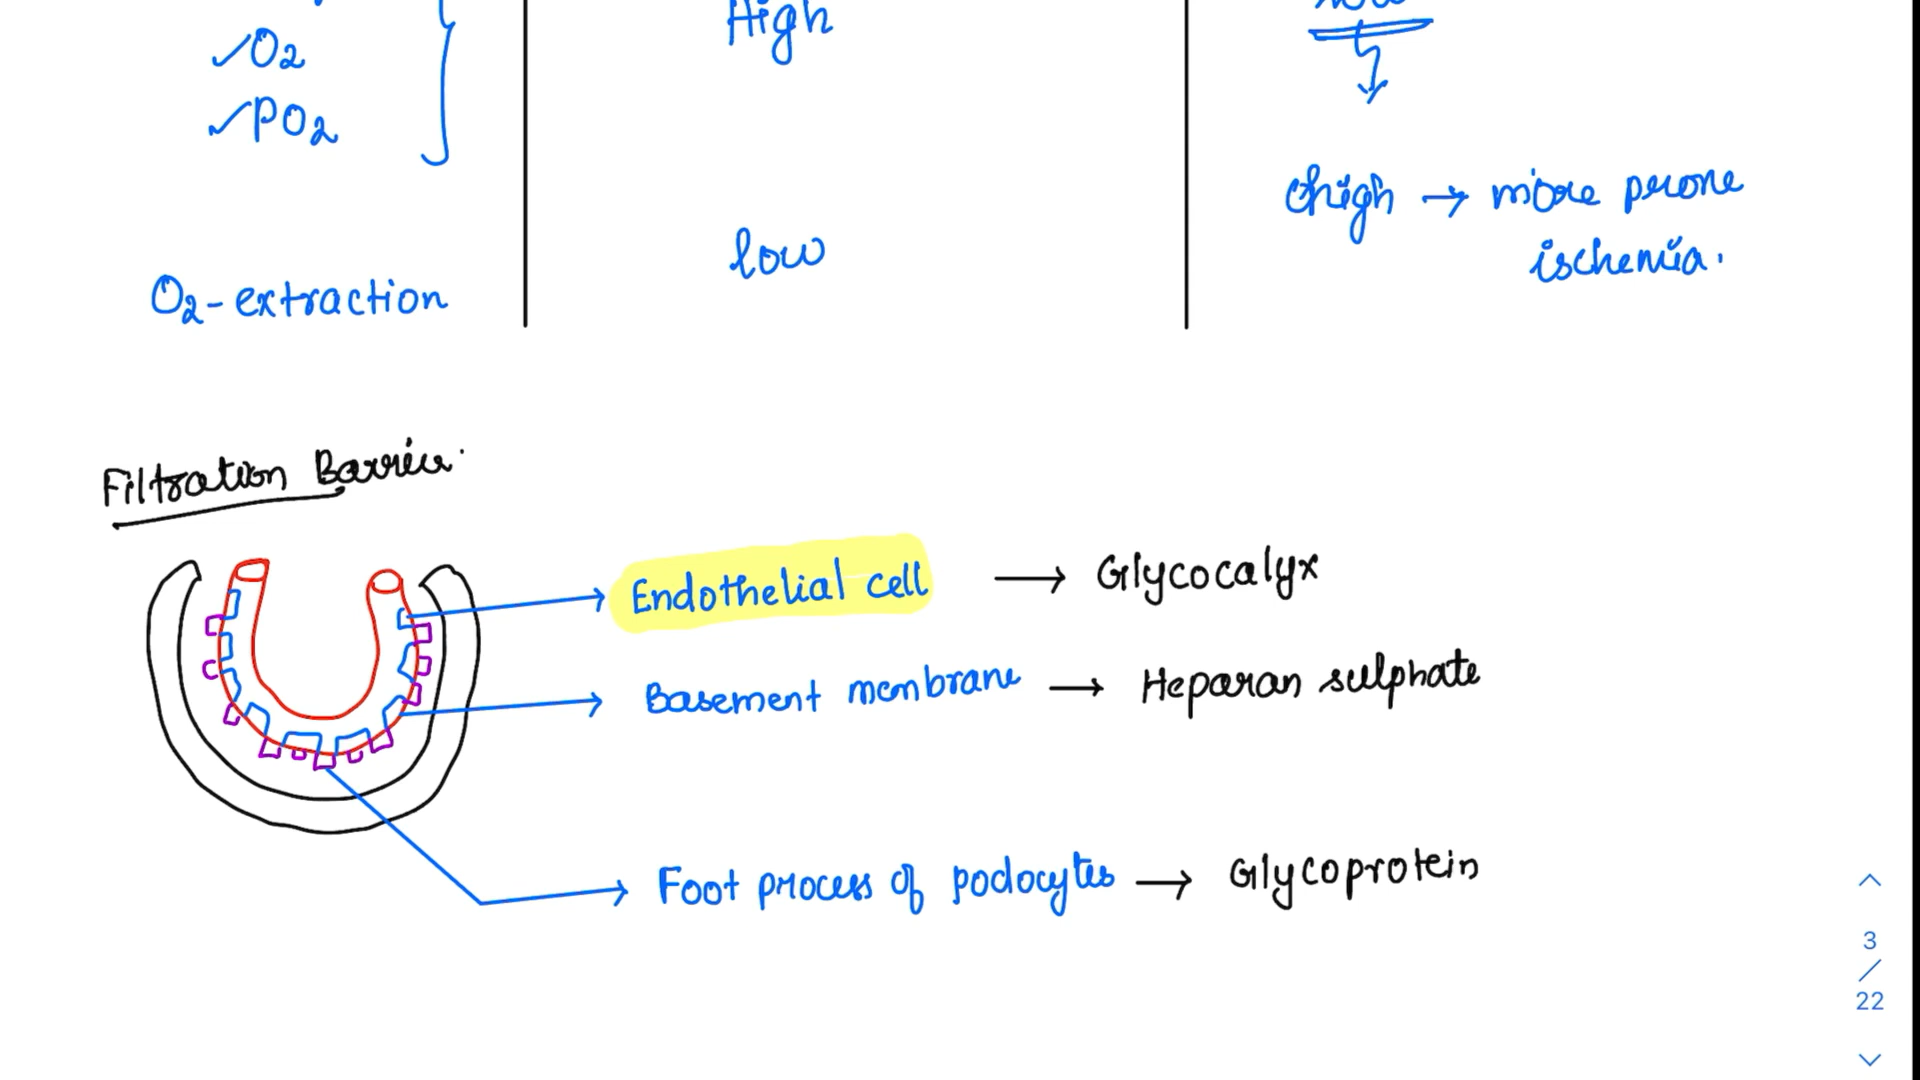 High
✓O2
✓PO2
high → more prone
ischemia.
low
O2-extraction
Filtration Barrier.
Endothelial cell → Glycocalyx
Basement membrane → Heparan sulphate
Foot process of podocytes → Glycoprotein
3
/
22